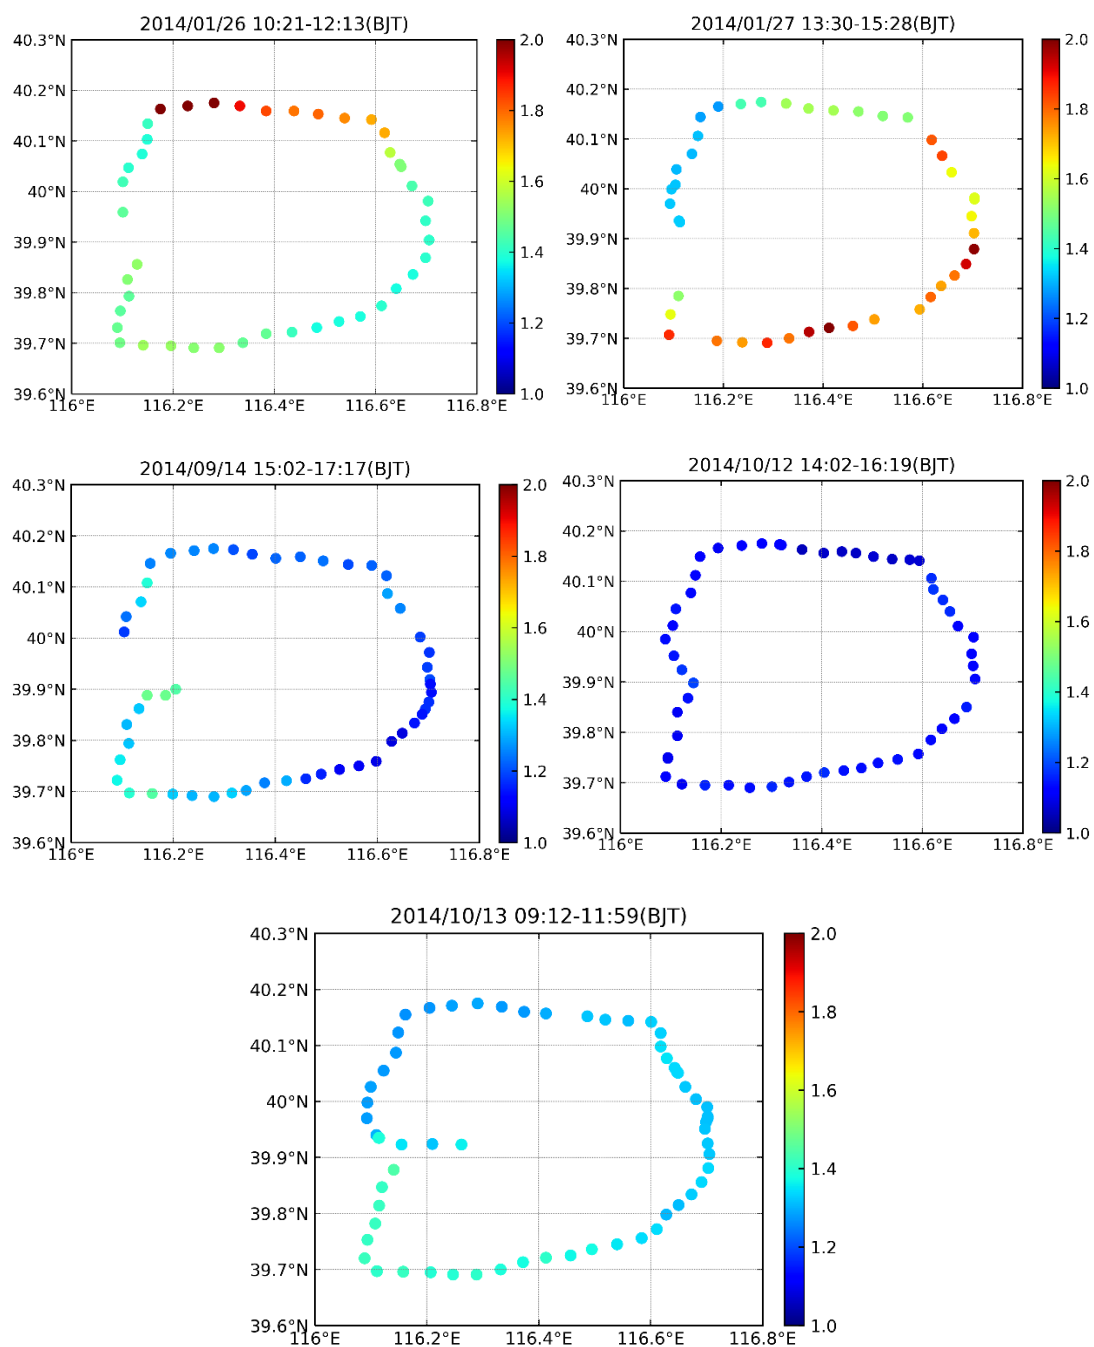 2014/01/26 10:21-12:13(BJT)
40.3°N
40.2°N
40.1°N
40°N
39.9°N
39.8°N
39.7°N
39.6°N
116°E 116.2°E 116.4°E 116.6°E 116.8°E
2.0
1.8
1.6
1.4
1.2
1.0
2014/01/27 13:30-15:28(BJT)
40.3°N
40.2°N
40.1°N
40°N
39.9°N
39.8°N
39.7°N
39.6°N
116°E 116.2°E 116.4°E 116.6°E 116.8°E
2.0
1.8
1.6
1.4
1.2
1.0
2014/09/14 15:02-17:17(BJT)
40.3°N
40.2°N
40.1°N
40°N
39.9°N
39.8°N
39.7°N
39.6°N
116°E 116.2°E 116.4°E 116.6°E 116.8°E
2.0
1.8
1.6
1.4
1.2
1.0
2014/10/12 14:02-16:19(BJT)
40.3°N
40.2°N
40.1°N
40°N
39.9°N
39.8°N
39.7°N
39.6°N
116°E 116.2°E 116.4°E 116.6°E 116.8°E
2.0
1.8
1.6
1.4
1.2
1.0
2014/10/13 09:12-11:59(BJT)
40.3°N
40.2°N
40.1°N
40°N
39.9°N
39.8°N
39.7°N
39.6°N
116°E 116.2°E 116.4°E 116.6°E 116.8°E
2.0
1.8
1.6
1.4
1.2
1.0